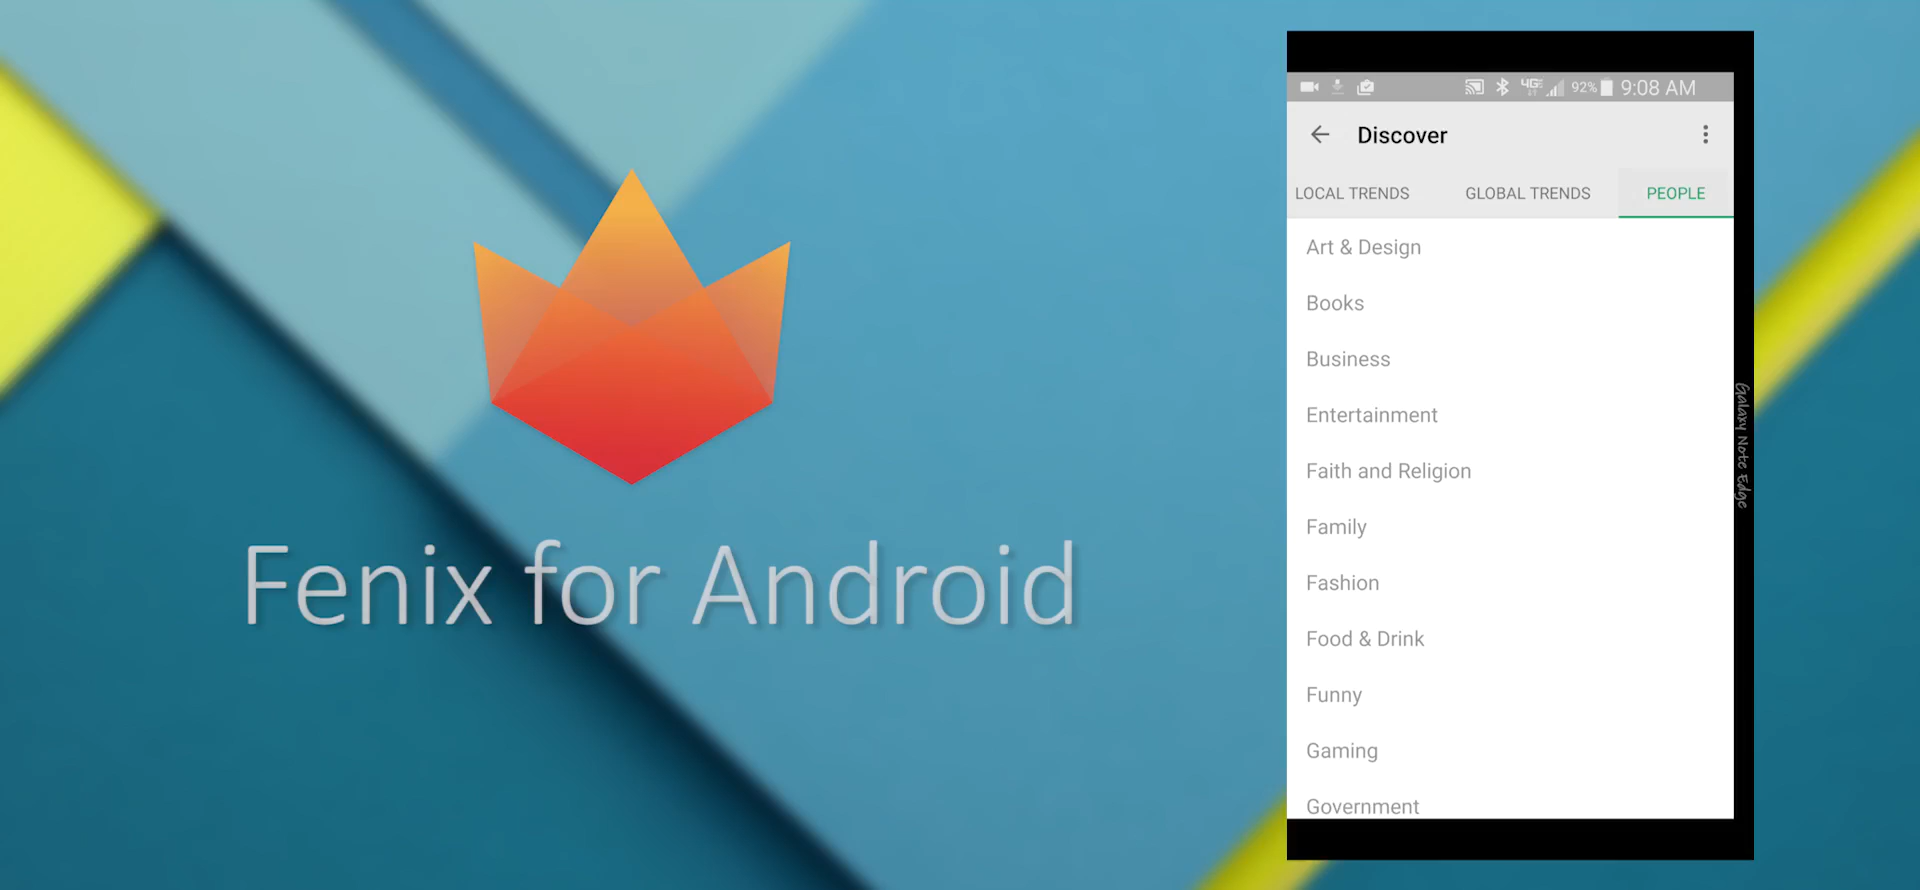 Fenix for Android
92% 9:08 AM
Discover
LOCAL TRENDS GLOBAL TRENDS PEOPLE
Art & Design
Books
Business
Entertainment
Faith and Religion
Family
Fashion
Food & Drink
Funny
Gaming
Government
Galaxy Note Edge